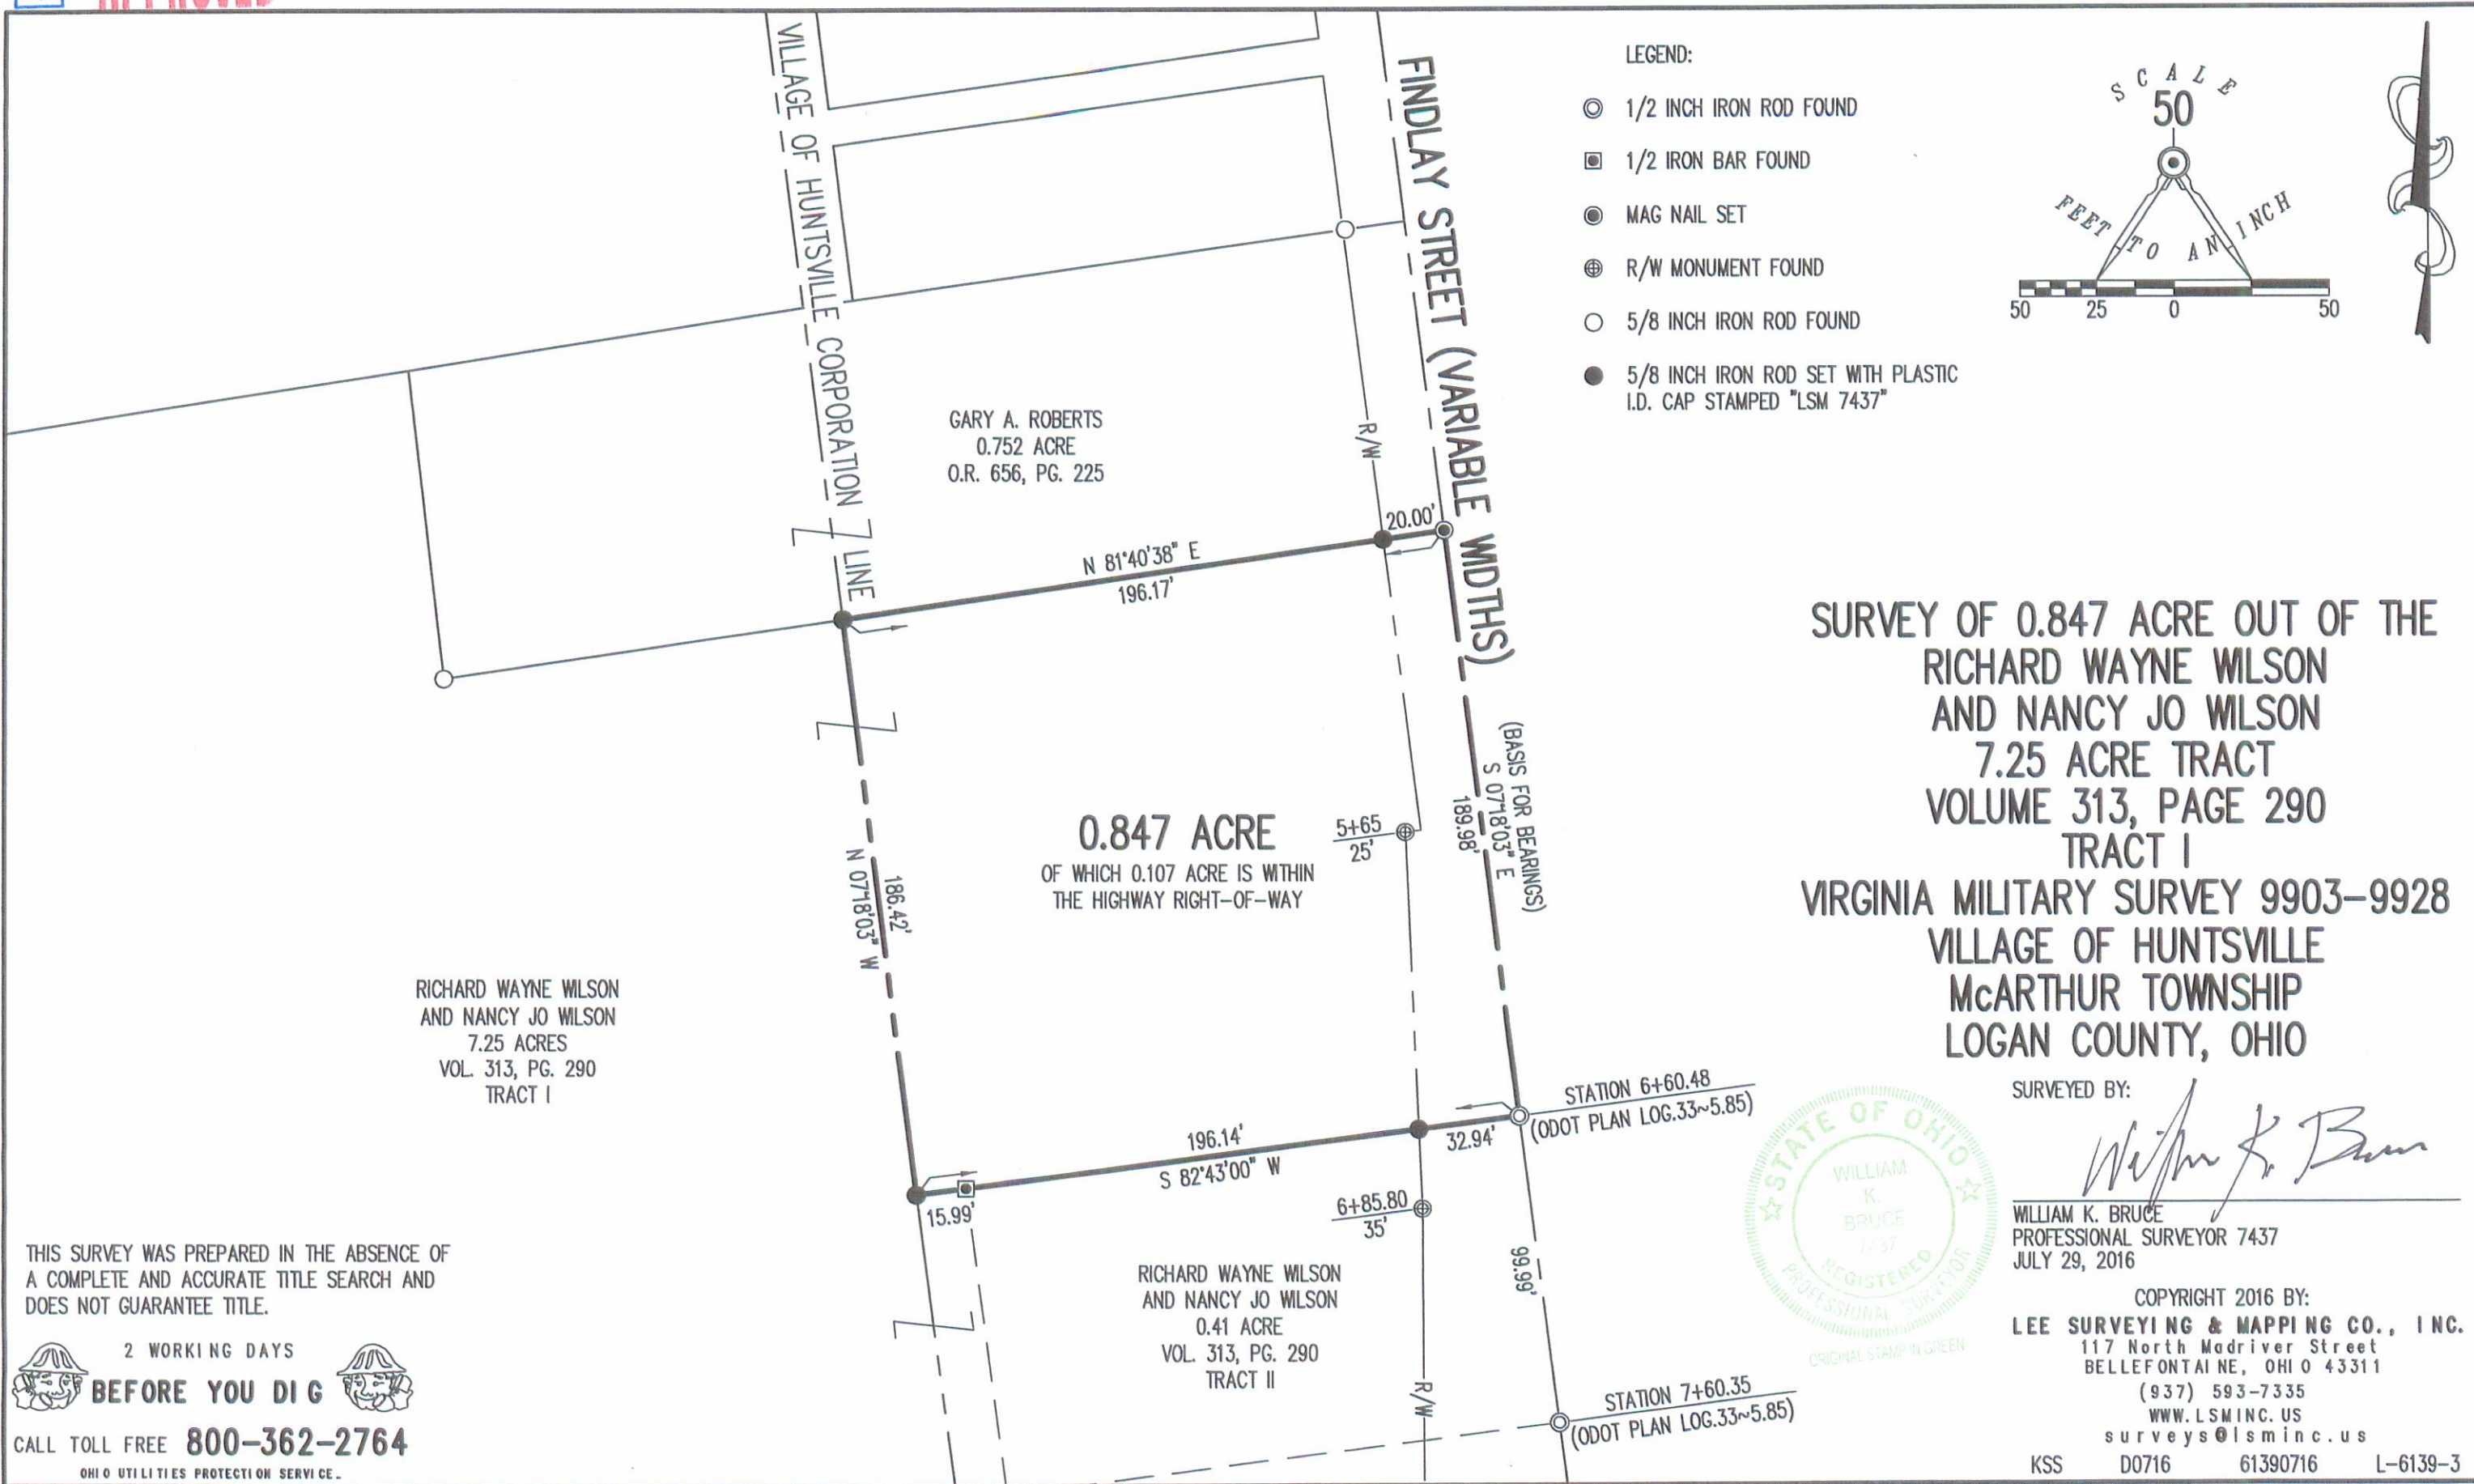 APPROVED
VILLAGE OF HUNTSVILLE CORPORATION LINE
FINDLAY STREET (VARIABLE WIDTHS)
LEGEND:
1/2 INCH IRON ROD FOUND
1/2 IRON BAR FOUND
MAG NAIL SET
R/W MONUMENT FOUND
5/8 INCH IRON ROD FOUND
5/8 INCH IRON ROD SET WITH PLASTIC
I.D. CAP STAMPED "LSM 7437"
SCALE
50
FEET TO AN INCH
50 25 0 50
GARY A. ROBERTS
0.752 ACRE
O.R. 656, PG. 225
R/W
20.00'
N 81°40'38" E
196.17'
(BASIS FOR BEARINGS)
S 07°18'03" E
189.98'
0.847 ACRE
OF WHICH 0.107 ACRE IS WITHIN
THE HIGHWAY RIGHT-OF-WAY
5+65
25'
186.42'
N 07°18'03" W
RICHARD WAYNE WILSON
AND NANCY JO WILSON
7.25 ACRES
VOL. 313, PG. 290
TRACT I
STATION 6+60.48
(ODOT PLAN LOG.33~5.85)
196.14'
S 82°43'00" W
32.94'
15.99'
6+85.80
35'
99.99'
RICHARD WAYNE WILSON
AND NANCY JO WILSON
0.41 ACRE
VOL. 313, PG. 290
TRACT II
R/W
STATION 7+60.35
(ODOT PLAN LOG.33~5.85)
SURVEY OF 0.847 ACRE OUT OF THE
RICHARD WAYNE WILSON
AND NANCY JO WILSON
7.25 ACRE TRACT
VOLUME 313, PAGE 290
TRACT I
VIRGINIA MILITARY SURVEY 9903-9928
VILLAGE OF HUNTSVILLE
McARTHUR TOWNSHIP
LOGAN COUNTY, OHIO
SURVEYED BY:
William K. Bruce
WILLIAM K. BRUCE
PROFESSIONAL SURVEYOR 7437
JULY 29, 2016
STATE OF OHIO
WILLIAM
K.
BRUCE
7437
REGISTERED
PROFESSIONAL SURVEYOR
ORIGINAL STAMP IN GREEN
COPYRIGHT 2016 BY:
LEE SURVEYING & MAPPING CO., INC.
117 North Madriver Street
BELLEFONTAINE, OHIO 43311
(937) 593-7335
WWW.LSMINC.US
surveys@lsminc.us
KSS D0716 61390716 L-6139-3
THIS SURVEY WAS PREPARED IN THE ABSENCE OF
A COMPLETE AND ACCURATE TITLE SEARCH AND
DOES NOT GUARANTEE TITLE.
2 WORKING DAYS
BEFORE YOU DIG
CALL TOLL FREE 800-362-2764
OHIO UTILITIES PROTECTION SERVICE.